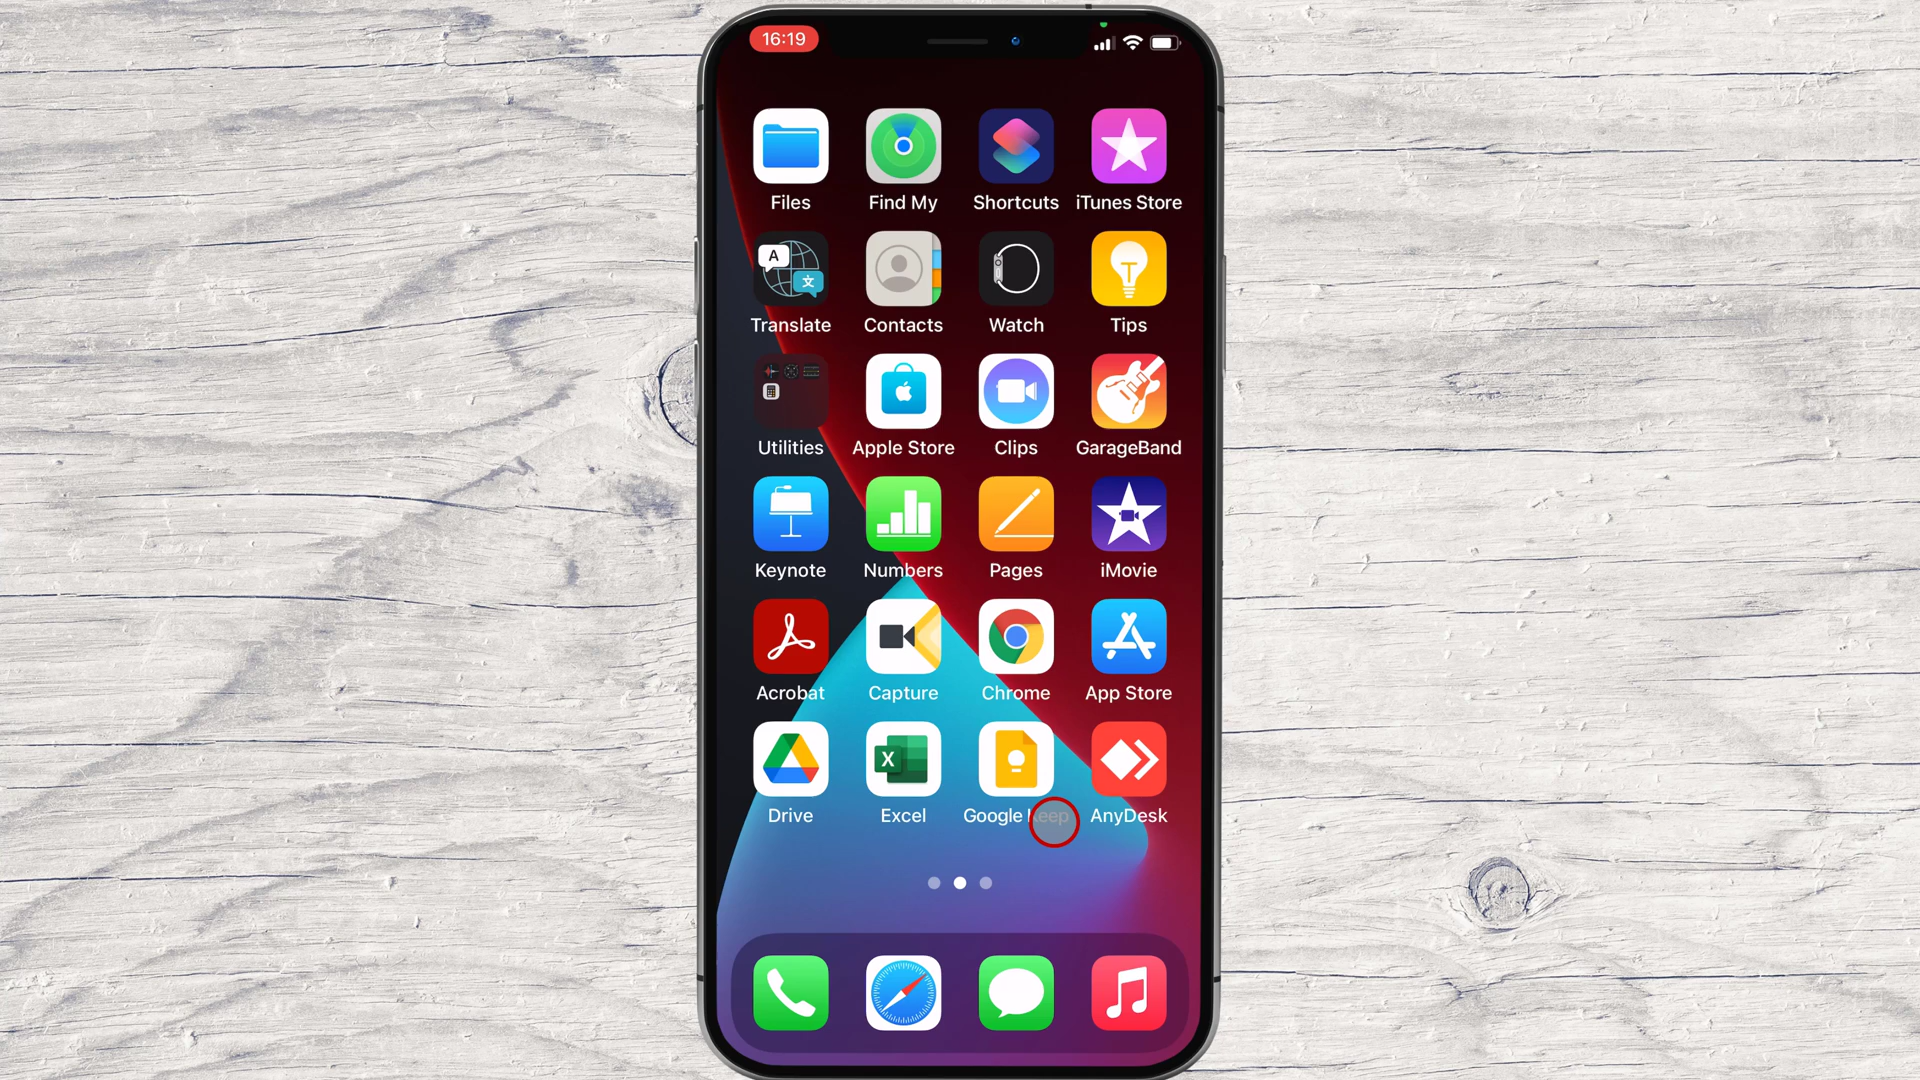 16:19
Files Find My Shortcuts iTunes Store
A
文
Translate Contacts Watch Tips
Utilities Apple Store Clips GarageBand
Keynote Numbers Pages iMovie
Acrobat Capture Chrome App Store
X
Drive Excel Google Keep AnyDesk